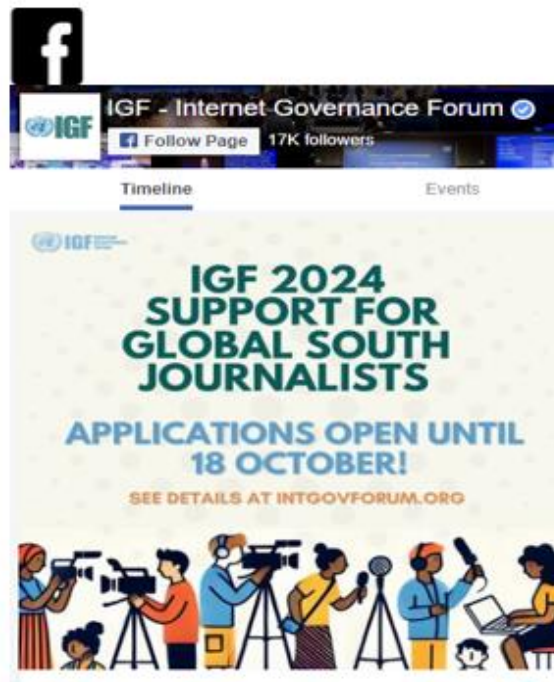 f
IGF
IGF - Internet Governance Forum
Follow Page 17K followers
Timeline Events
IGF
IGF 2024
SUPPORT FOR
GLOBAL SOUTH
JOURNALISTS
APPLICATIONS OPEN UNTIL
18 OCTOBER!
SEE DETAILS AT INTGOVFORUM.ORG